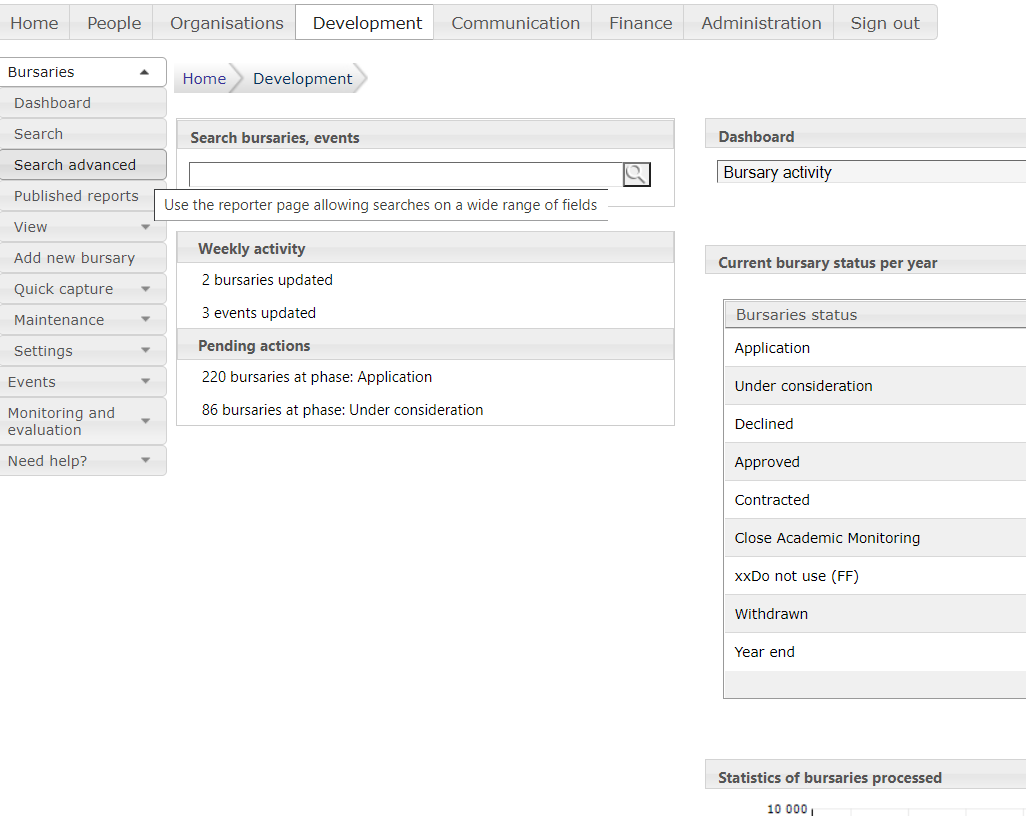 Home People Organisations Development Communication Finance Administration Sign out
Bursaries
Dashboard
Search
Search advanced
Published reports
View
Add new bursary
Quick capture
Maintenance
Settings
Events
Monitoring and
evaluation
Need help?
Home Development
Search bursaries, events
Use the reporter page allowing searches on a wide range of fields
Weekly activity
2 bursaries updated
3 events updated
Pending actions
220 bursaries at phase: Application
86 bursaries at phase: Under consideration
Dashboard
Bursary activity
Current bursary status per year
Bursaries status
Application
Under consideration
Declined
Approved
Contracted
Close Academic Monitoring
xxDo not use (FF)
Withdrawn
Year end
Statistics of bursaries processed
10 000